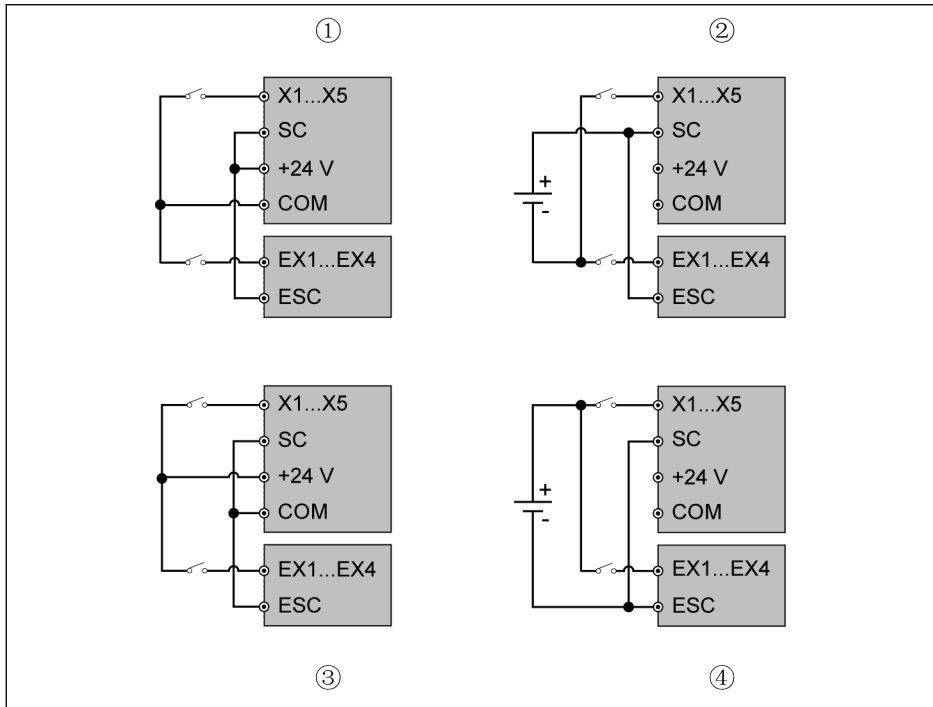 ①
②
X1...X5
SC
+24 V
COM
EX1...EX4
ESC
X1...X5
SC
+24 V
COM
EX1...EX4
ESC
+
-
X1...X5
SC
+24 V
COM
EX1...EX4
ESC
X1...X5
SC
+24 V
COM
EX1...EX4
ESC
+
-
③
④